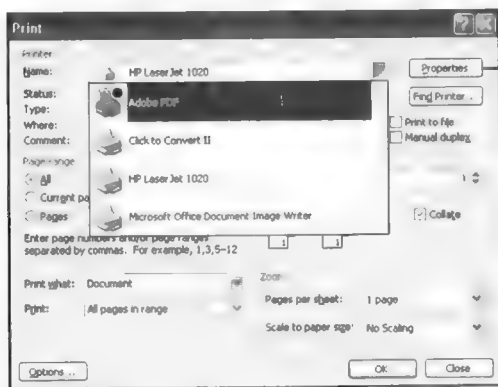 Print
Printer
Name: HP LaserJet 1020 Properties
Status: Adobe PDF Find Printer...
Type: Print to file
Where: Click to Convert II Manual duplex
Comment:
Page range
All HP LaserJet 1020 1
Current pa
Pages Microsoft Office Document Image Writer Collate
Enter page numbers and/or page ranges
separated by commas. For example, 1,3,5–12
1 1
Zoom
Print what: Document
Pages per sheet: 1 page
Print: All pages in range
Scale to paper size: No Scaling
Options... OK Close